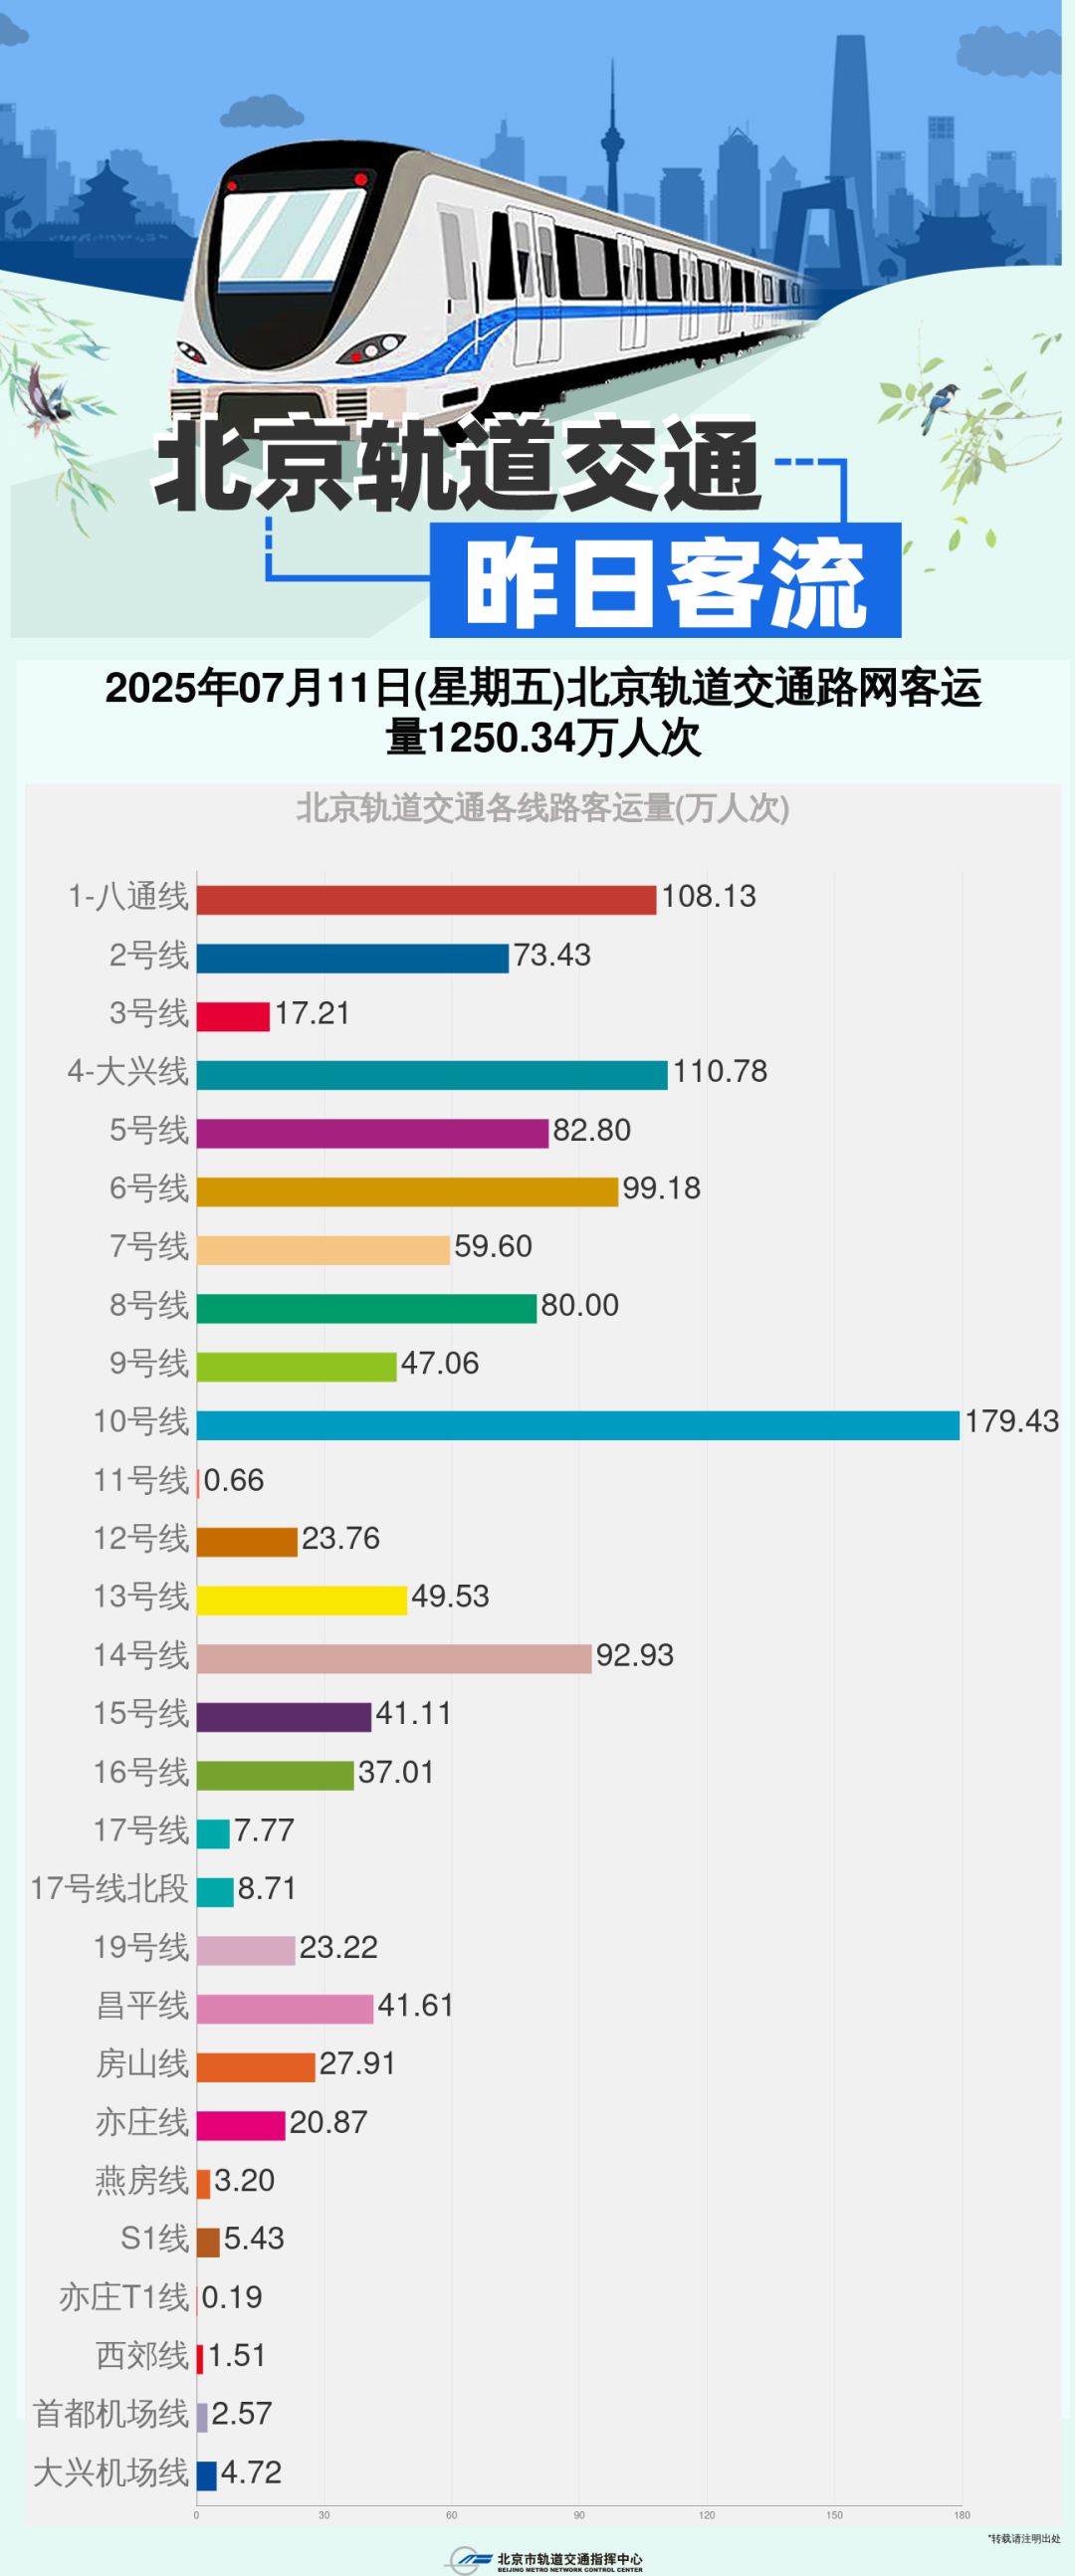 北京轨道交通
昨日客流
2025年07月11日(星期五)北京轨道交通路网客运
量1250.34万人次
北京轨道交通各线路客运量(万人次)
1-八通线 108.13
2号线 73.43
3号线 17.21
4-大兴线 110.78
5号线 82.80
6号线 99.18
7号线 59.60
8号线 80.00
9号线 47.06
10号线 179.43
11号线 0.66
12号线 23.76
13号线 49.53
14号线 92.93
15号线 41.11
16号线 37.01
17号线 7.77
17号线北段 8.71
19号线 23.22
昌平线 41.61
房山线 27.91
亦庄线 20.87
燕房线 3.20
S1线 5.43
亦庄T1线 0.19
西郊线 1.51
首都机场线 2.57
大兴机场线 4.72
0 30 60 90 120 150 180
*转载请注明出处
北京市轨道交通指挥中心
BEIJING METRO NETWORK CONTROL CENTER